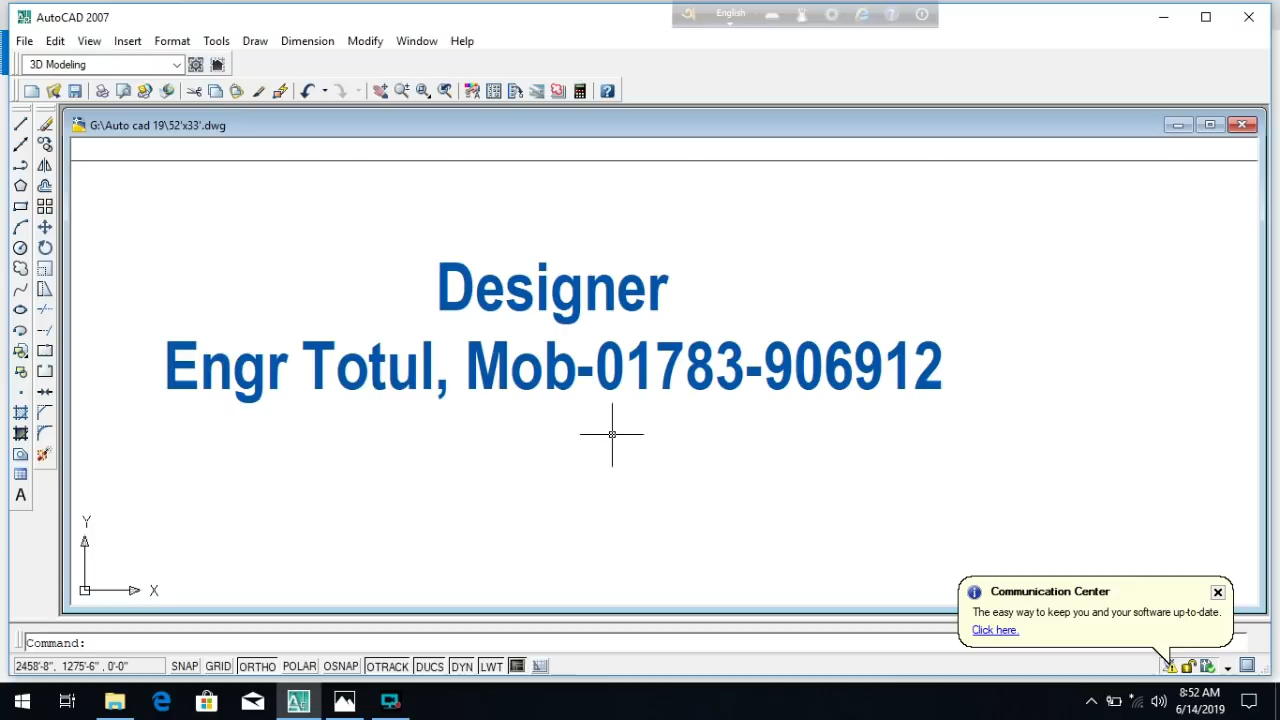 AutoCAD 2007
English
File Edit View Insert Format Tools Draw Dimension Modify Window Help
3D Modeling
G:\Auto cad 19\52'x33'.dwg
Designer
Engr Totul, Mob-01783-906912
Y
X
Communication Center
The easy way to keep you and your software up-to-date.
Click here.
Command:
2458'-8", 1275'-6" , 0'-0" SNAP GRID ORTHO POLAR OSNAP OTRACK DUCS DYN LWT
8:52 AM
6/14/2019